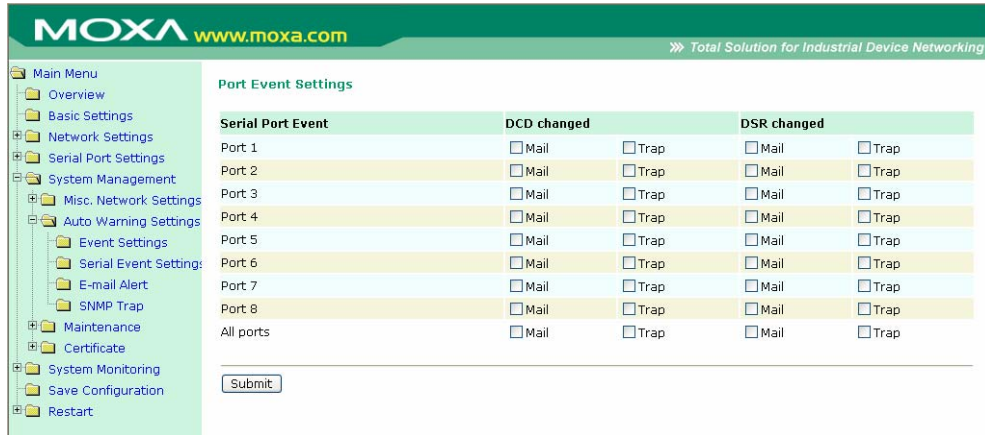 MOXA www.moxa.com
Total Solution for Industrial Device Networking
Main Menu
Overview
Basic Settings
Network Settings
Serial Port Settings
System Management
Misc. Network Settings
Auto Warning Settings
Event Settings
Serial Event Settings
E-mail Alert
SNMP Trap
Maintenance
Certificate
System Monitoring
Save Configuration
Restart
Port Event Settings
Serial Port Event DCD changed DSR changed
Port 1 Mail Trap Mail Trap
Port 2 Mail Trap Mail Trap
Port 3 Mail Trap Mail Trap
Port 4 Mail Trap Mail Trap
Port 5 Mail Trap Mail Trap
Port 6 Mail Trap Mail Trap
Port 7 Mail Trap Mail Trap
Port 8 Mail Trap Mail Trap
All ports Mail Trap Mail Trap
Submit